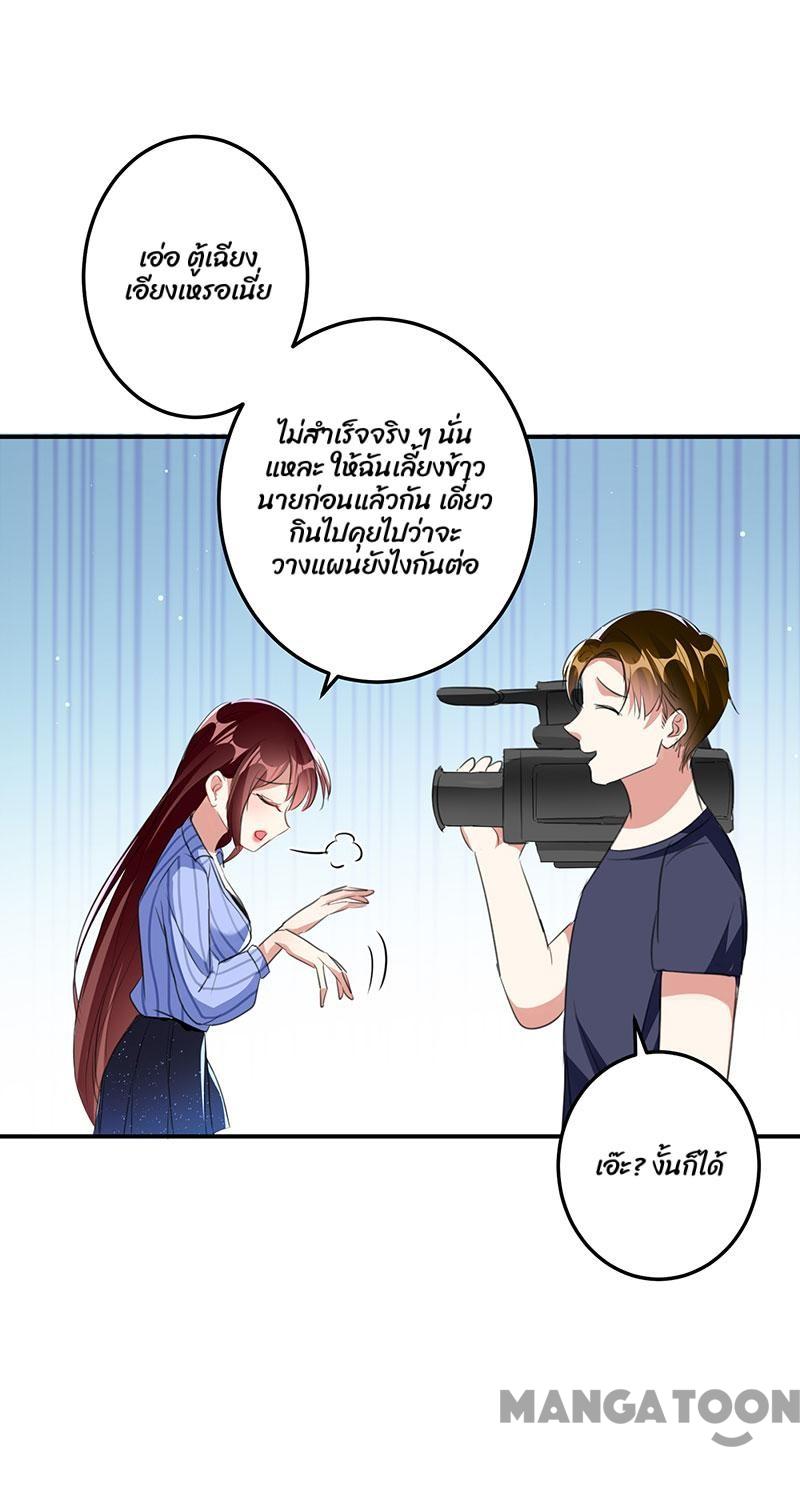 เอ่อ ตู้เฉียง
เอียงเหรอเนี่ย
ไม่สำเร็จจริง ๆ นั่น
แหละ ให้ฉันเลี้ยงข้าว
นายก่อนแล้วกัน เดี๋ยว
กินไปคุยไปว่าจะ
วางแผนยังไงกันต่อ
เอ๊ะ? งั้นก็ได้
MANGATOON